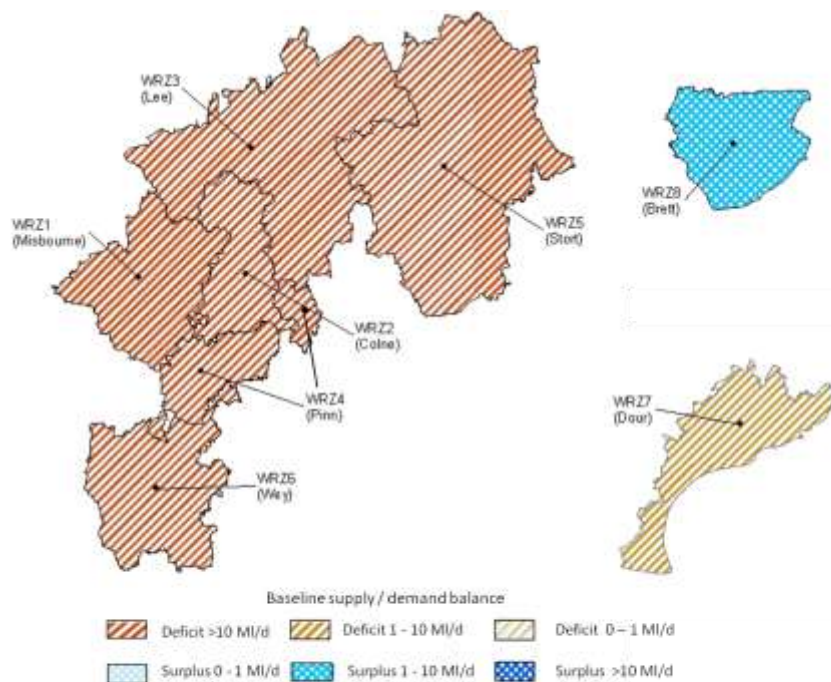 WRZ3
(Lee)
WRZ8
(Brett)
WRZ1
(Misbourne)
WRZ5
(Stort)
WRZ2
(Colne)
WRZ4
(Pinn)
WRZ7
(Dour)
WRZ6
(Wey)
Baseline supply / demand balance
Deficit >10 Ml/d
Deficit 1 - 10 Ml/d
Deficit 0 – 1 Ml/d
Surplus 0 - 1 Ml/d
Surplus 1 - 10 Ml/d
Surplus >10 Ml/d